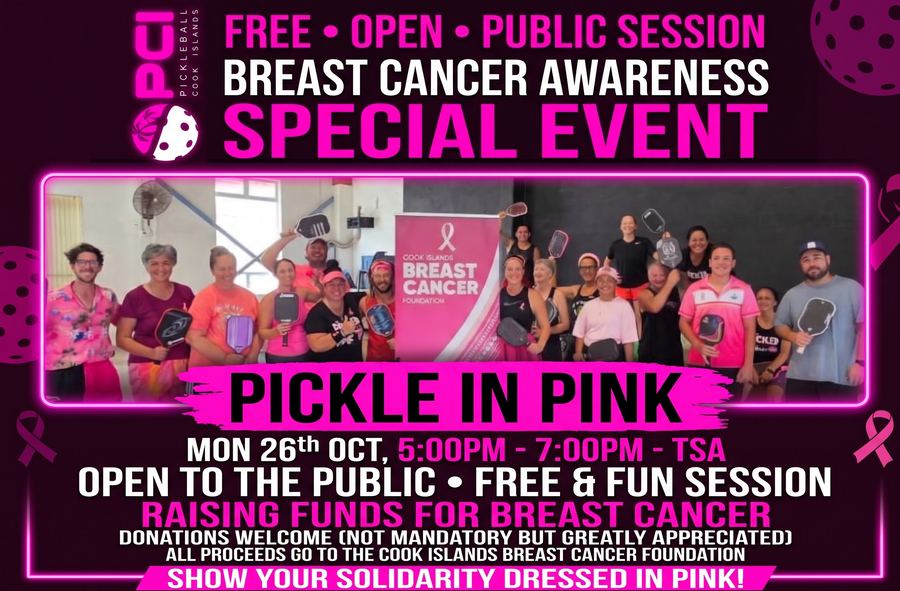 PCI
PICKLEBALL
COOK ISLANDS
FREE • OPEN • PUBLIC SESSION
BREAST CANCER AWARENESS
SPECIAL EVENT
COOK ISLANDS
BREAST
CANCER
FOUNDATION
PICKLE IN PINK
MON 26th OCT, 5:00PM - 7:00PM - TSA
OPEN TO THE PUBLIC • FREE & FUN SESSION
RAISING FUNDS FOR BREAST CANCER
DONATIONS WELCOME (NOT MANDATORY BUT GREATLY APPRECIATED)
ALL PROCEEDS GO TO THE COOK ISLANDS BREAST CANCER FOUNDATION
SHOW YOUR SOLIDARITY DRESSED IN PINK!